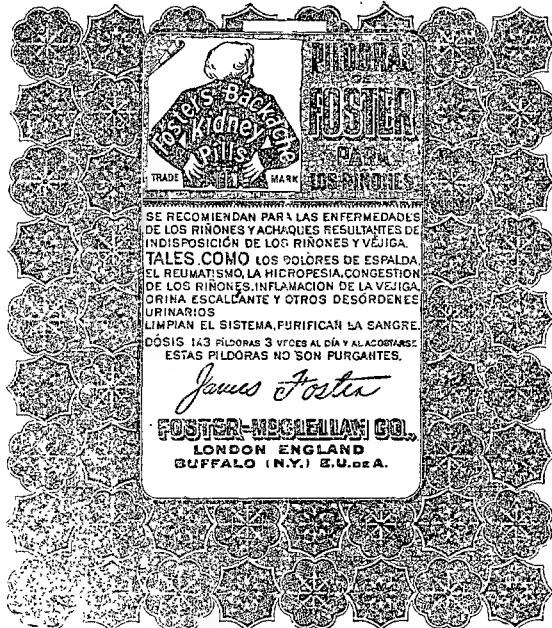 Foster's Backache
Kidney
Pills
TRADE MARK
PILDORAS
DE
FOSTER
PARA
LOS RIÑONES
SE RECOMIENDAN PARA LAS ENFERMEDADES
DE LOS RIÑONES Y ACHAQUES RESULTANTES DE
INDISPOSICIÓN DE LOS RIÑONES Y VEJIGA.
TALES.COMO LOS DOLORES DE ESPALDA,
EL REUMATISMO, LA HIDROPESIA, CONGESTION
DE LOS RIÑONES, INFLAMACION DE LA VEJIGA,
ORINA ESCALDANTE Y OTROS DESÓRDENES
URINARIOS
LIMPIAN EL SISTEMA, PURIFICAN LA SANGRE.
DÓSIS 1Á3 PÍLDORAS 3 VECES AL DÍA Y AL ACOSTARSE
ESTAS PILDORAS NO SON PURGANTES.
James Foster
FOSTER-McCLELLAN CO.,
LONDON ENGLAND
BUFFALO (N.Y.) E.U. DE A.